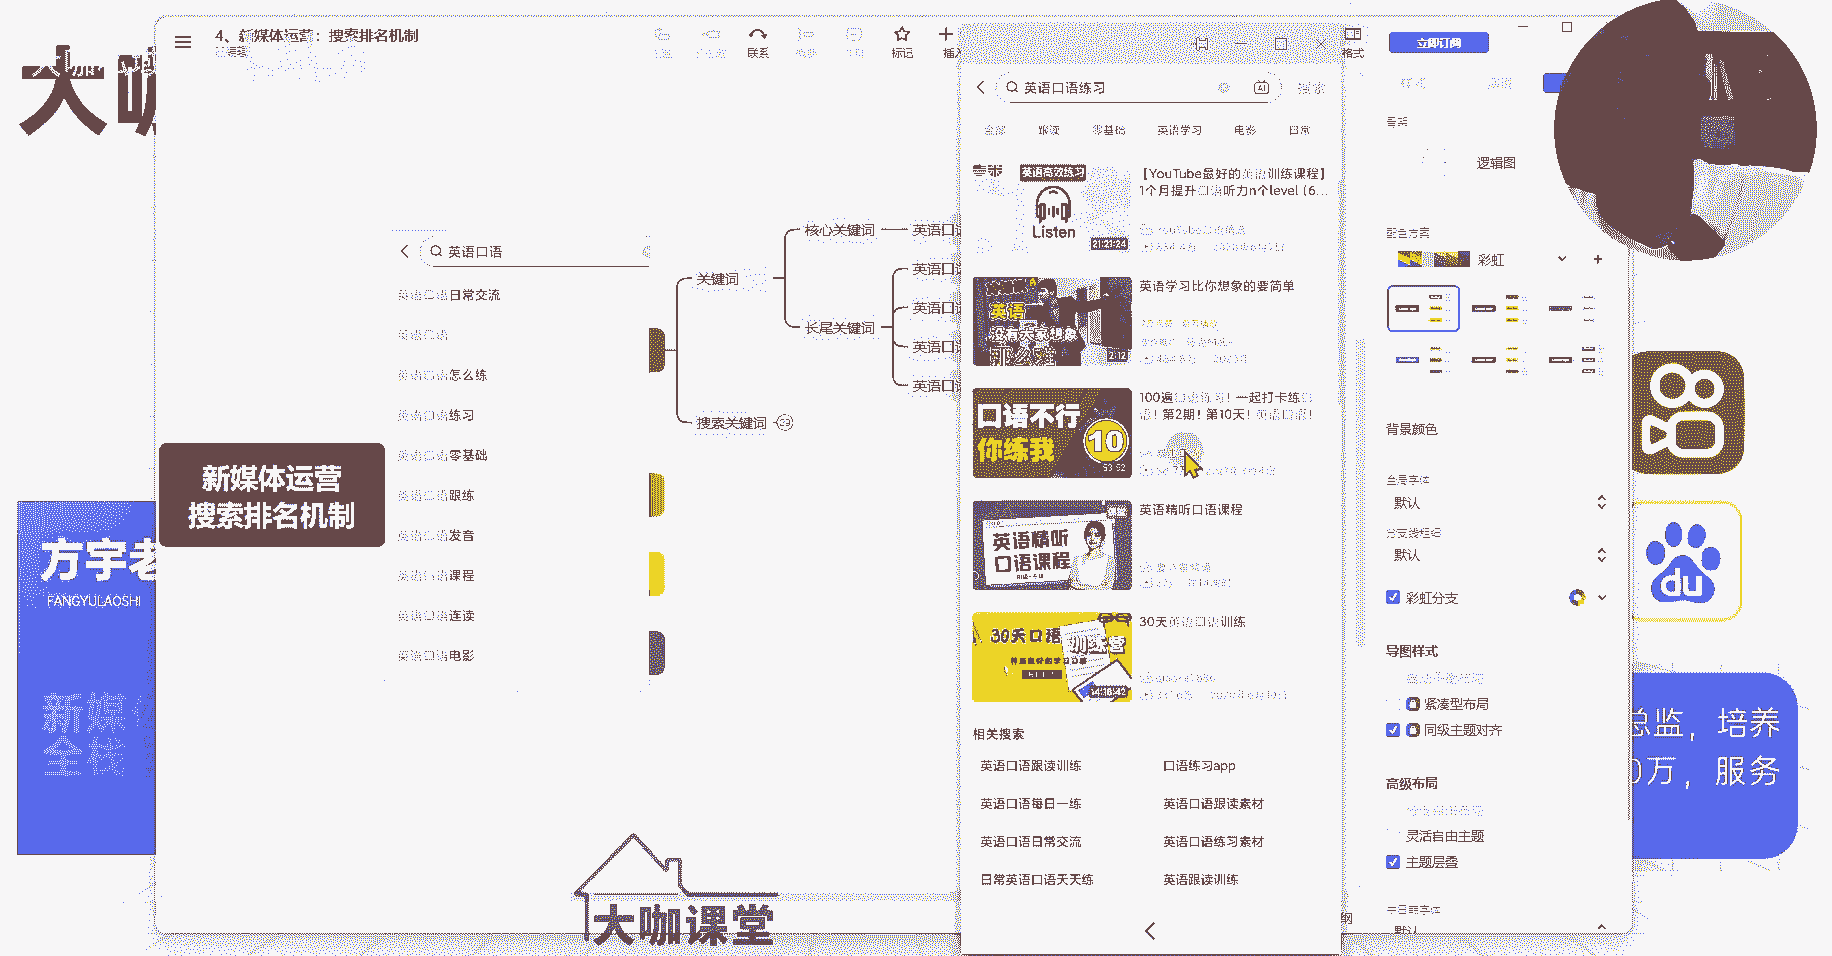 4、新媒体运营：搜索排名机制
联系
标记
格式
立即订阅
大咖
英语口语练习
搜索
全部
跟读
零基础
英语学习
电影
日常
英语高效练习
Listen
21:21:24
【YouTube最好的英语训练课程】
1个月提升口语听力n个level (6...
英语
没有大家想象
那么难
2:12
英语学习比你想象的要简单
口语不行
你练我
10
53:52
100遍口语练习！一起打卡练口
语！第2期！第10天！英语口语！
英语精听
口语课程
英语精听口语课程
30天口语
训练营
14:16:42
30天英语口语训练
相关搜索
英语口语跟读训练
口语练习app
英语口语每日一练
英语口语跟读素材
英语口语日常交流
英语口语练习素材
日常英语口语天天练
英语跟读训练
英语口语
英语口语日常交流
英语口语
英语口语怎么练
英语口语练习
英语口语零基础
英语口语跟练
英语口语发音
英语口语课程
英语口语连读
英语口语电影
新媒体运营
搜索排名机制
关键词
核心关键词
英语口
长尾关键词
英语口
英语口
英语口
英语口
搜索关键词
骨架
逻辑图
配色方案
彩虹
背景颜色
全局字体
默认
分支线粗细
默认
彩虹分支
导图样式
紧凑型布局
同级主题对齐
高级布局
灵活自由主题
主题层叠
默认
方宇老
FANGYULAOSHI
新媒体
全栈
du
总监，培养
0万，服务
大咖课堂